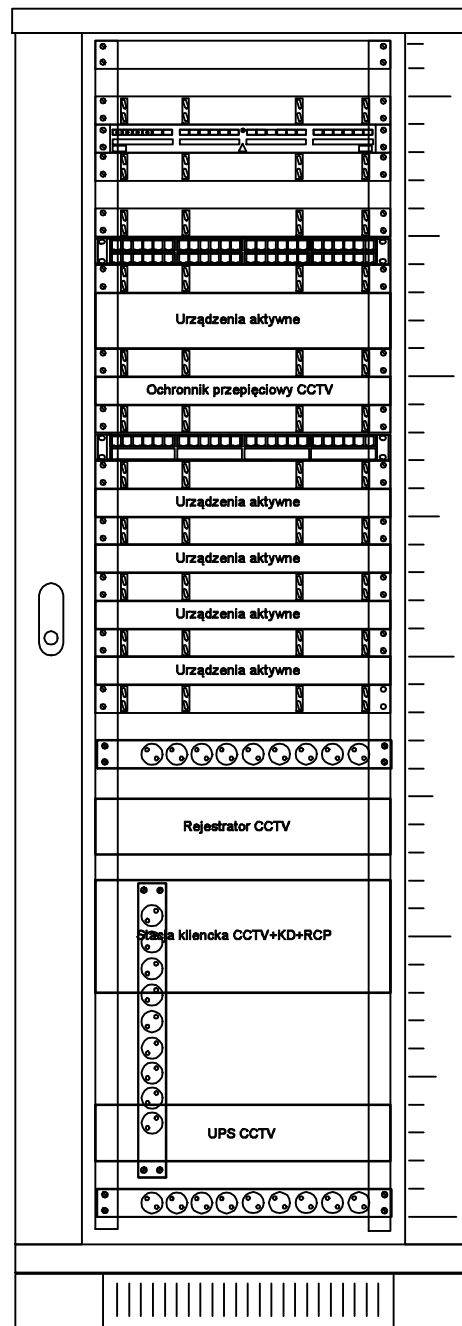 Urządzenia aktywne
Ochronnik przepięciowy CCTV
Urządzenia aktywne
Urządzenia aktywne
Urządzenia aktywne
Urządzenia aktywne
Rejestrator CCTV
Stacja kliencka CCTV+KD+RCP
UPS CCTV